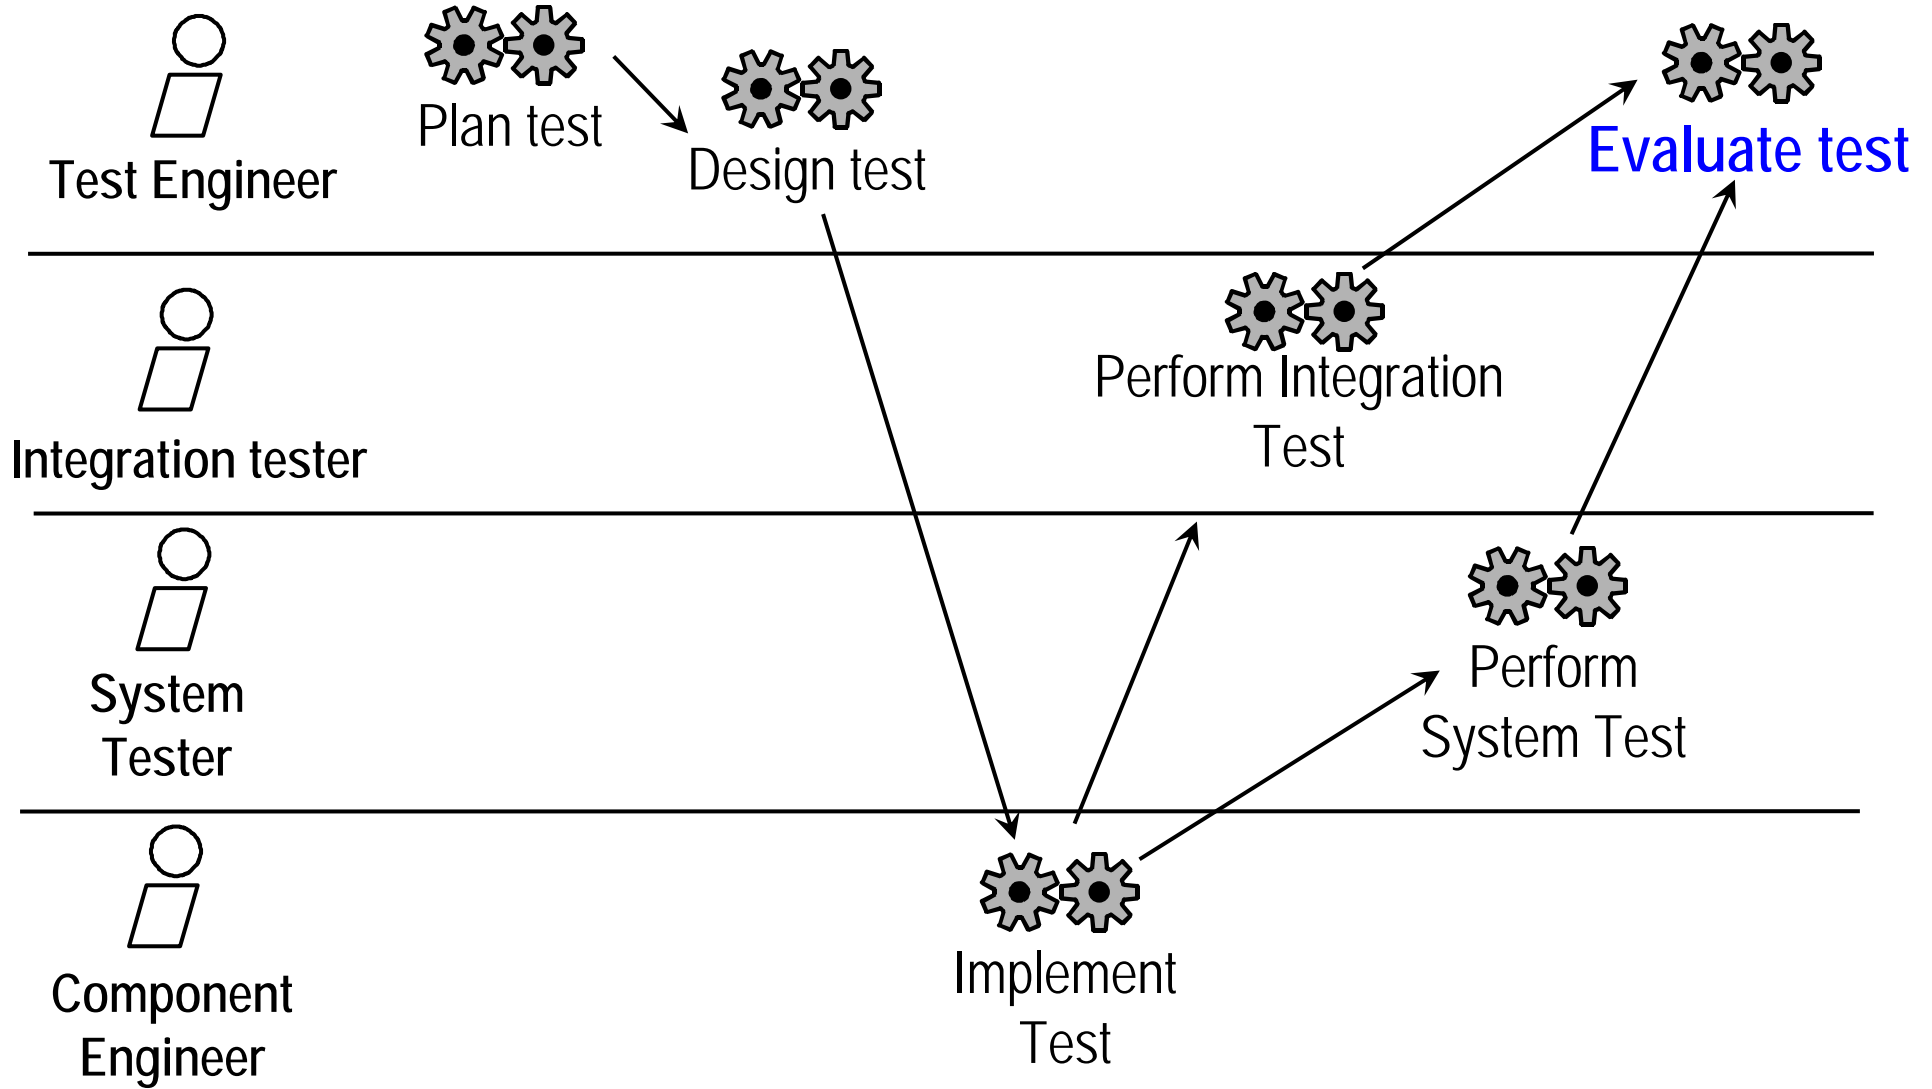 Plan test
Design test
Evaluate test
Test Engineer
Perform Integration
Test
Integration tester
Perform
System Test
System
Tester
Implement
Test
Component
Engineer